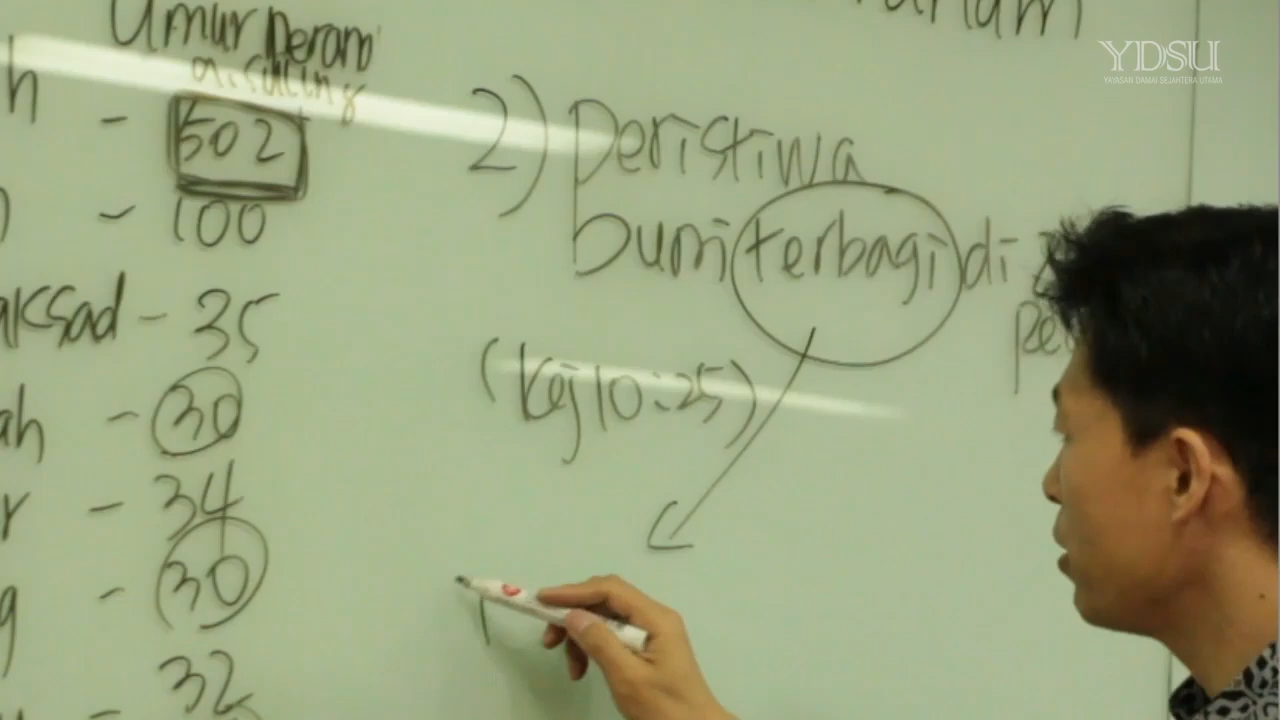 Umur
h - 502
- 100
aksad - 35
ah - 30
r - 34
g - 30
32
2) Peristiwa
bumi terbagi di
(Kej 10:25)
YDSU
YAYASAN DAMAI SEJAHTERA UTAMA